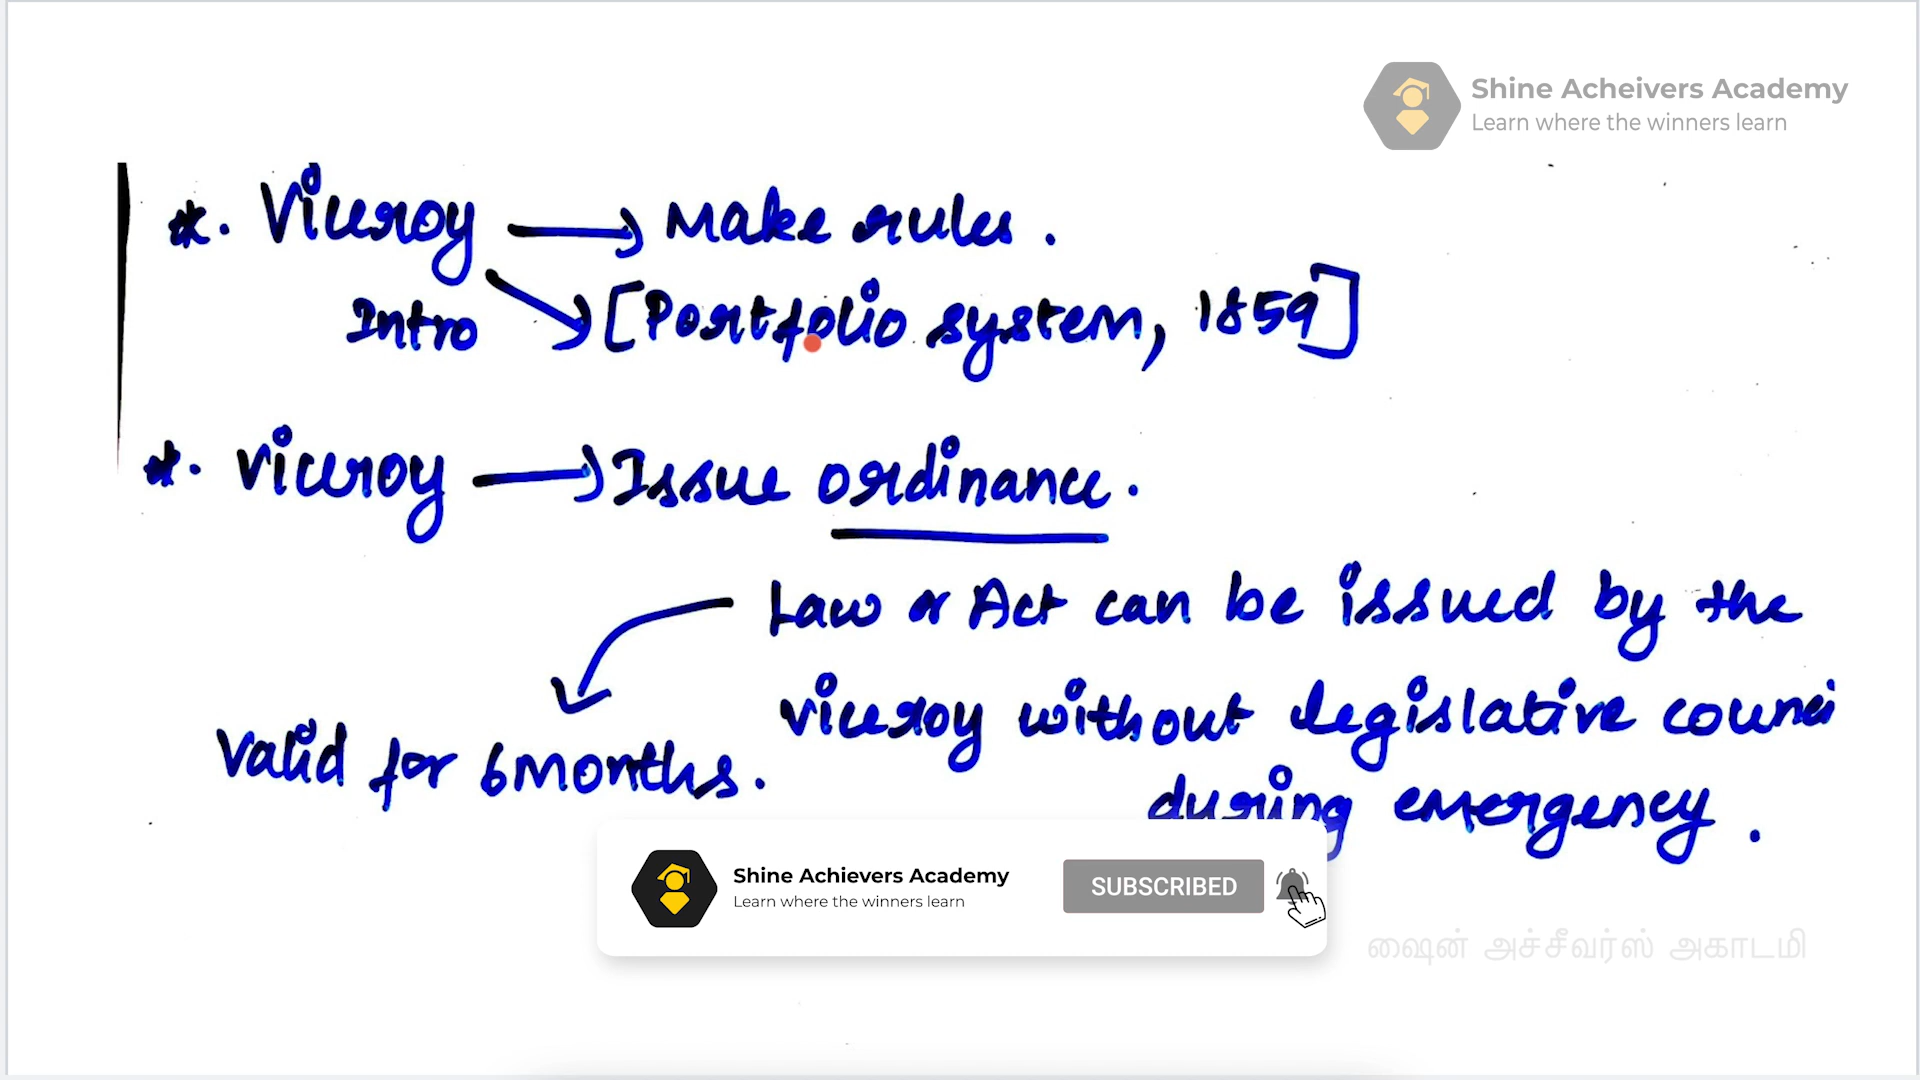 Shine Acheivers Academy
Learn where the winners learn
*. Viceroy → Make rules.
Intro → [Portfolio system, 1859]
*. Viceroy → Issue ordinance.
Law or Act can be issued by the
viceroy without legislative counci
Valid for 6 months.
during emergency.
Shine Achievers Academy
Learn where the winners learn
SUBSCRIBED
ஷைன் அச்சீவர்ஸ் அகாடமி